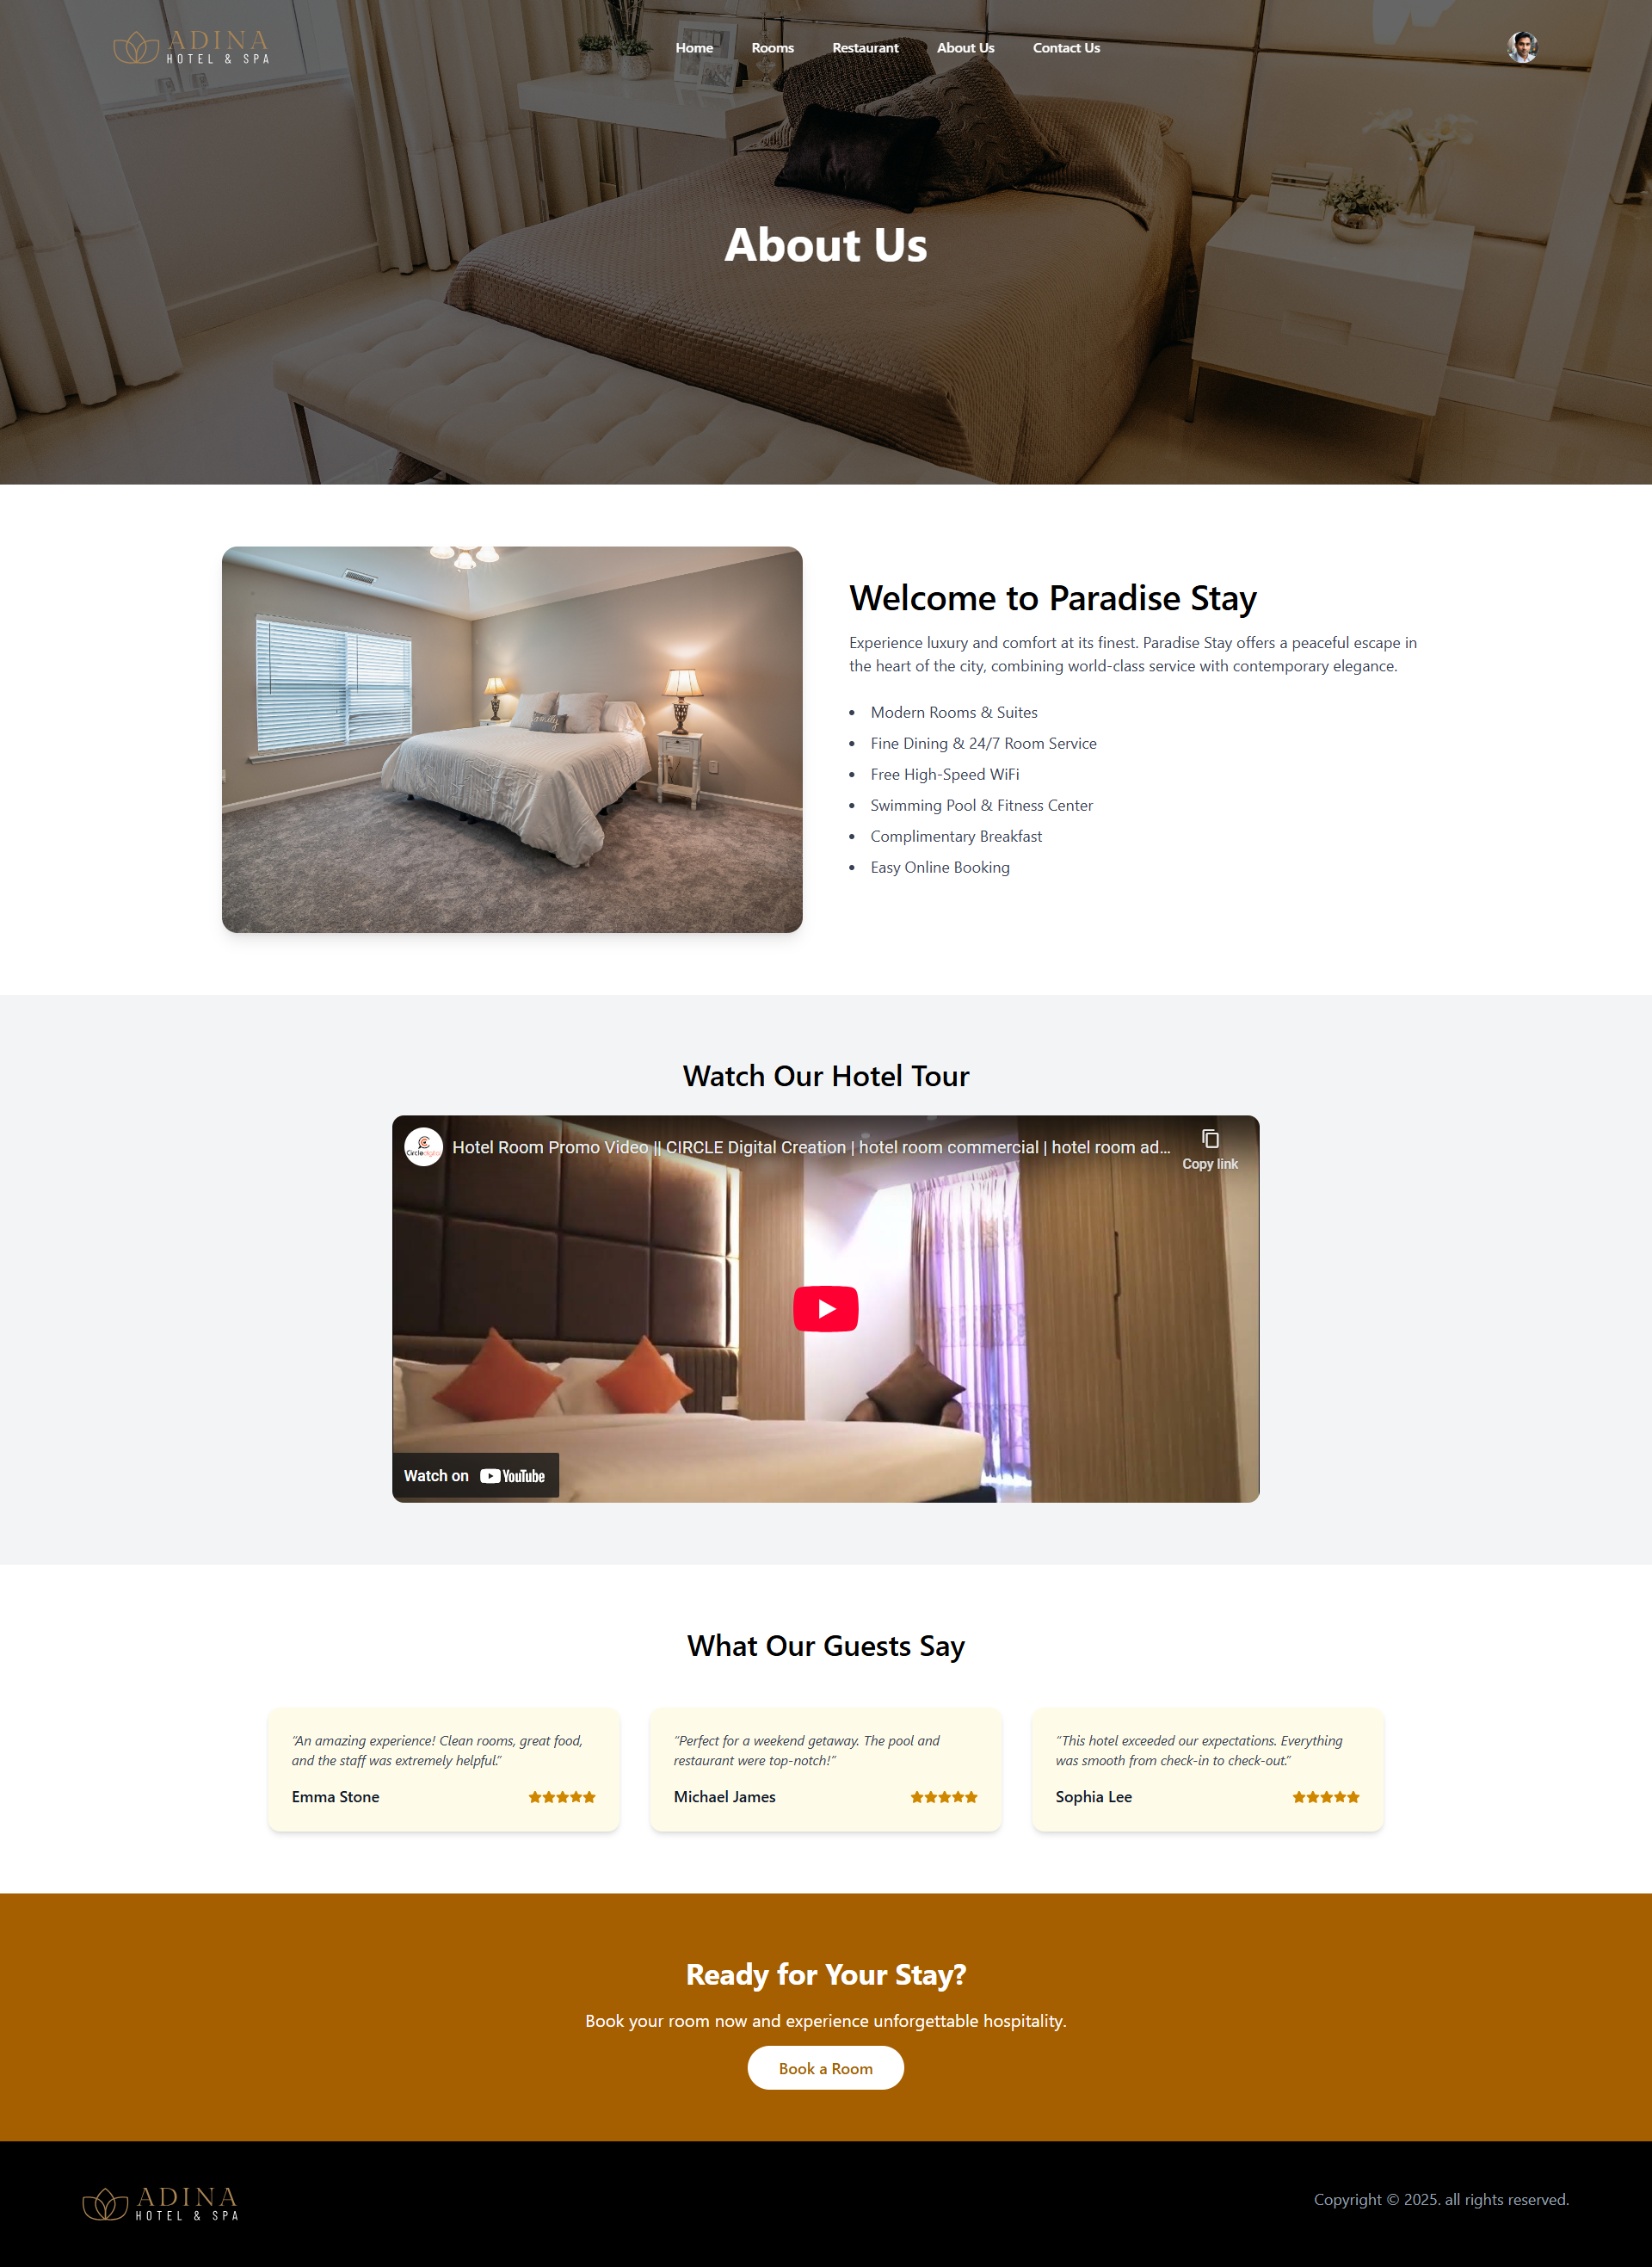 ADINA
HOTEL & SPA
Home
Rooms
Restaurant
About Us
Contact Us
About Us
Welcome to Paradise Stay
Experience luxury and comfort at its finest. Paradise Stay offers a peaceful escape in
the heart of the city, combining world-class service with contemporary elegance.
Modern Rooms & Suites
Fine Dining & 24/7 Room Service
Free High-Speed WiFi
Swimming Pool & Fitness Center
Complimentary Breakfast
Easy Online Booking
family
Watch Our Hotel Tour
Circle digital
Hotel Room Promo Video || CIRCLE Digital Creation | hotel room commercial | hotel room ad...
Copy link
Watch on YouTube
What Our Guests Say
"An amazing experience! Clean rooms, great food,
and the staff was extremely helpful."
Emma Stone
"Perfect for a weekend getaway. The pool and
restaurant were top-notch!"
Michael James
"This hotel exceeded our expectations. Everything
was smooth from check-in to check-out."
Sophia Lee
Ready for Your Stay?
Book your room now and experience unforgettable hospitality.
Book a Room
ADINA
HOTEL & SPA
Copyright © 2025. all rights reserved.